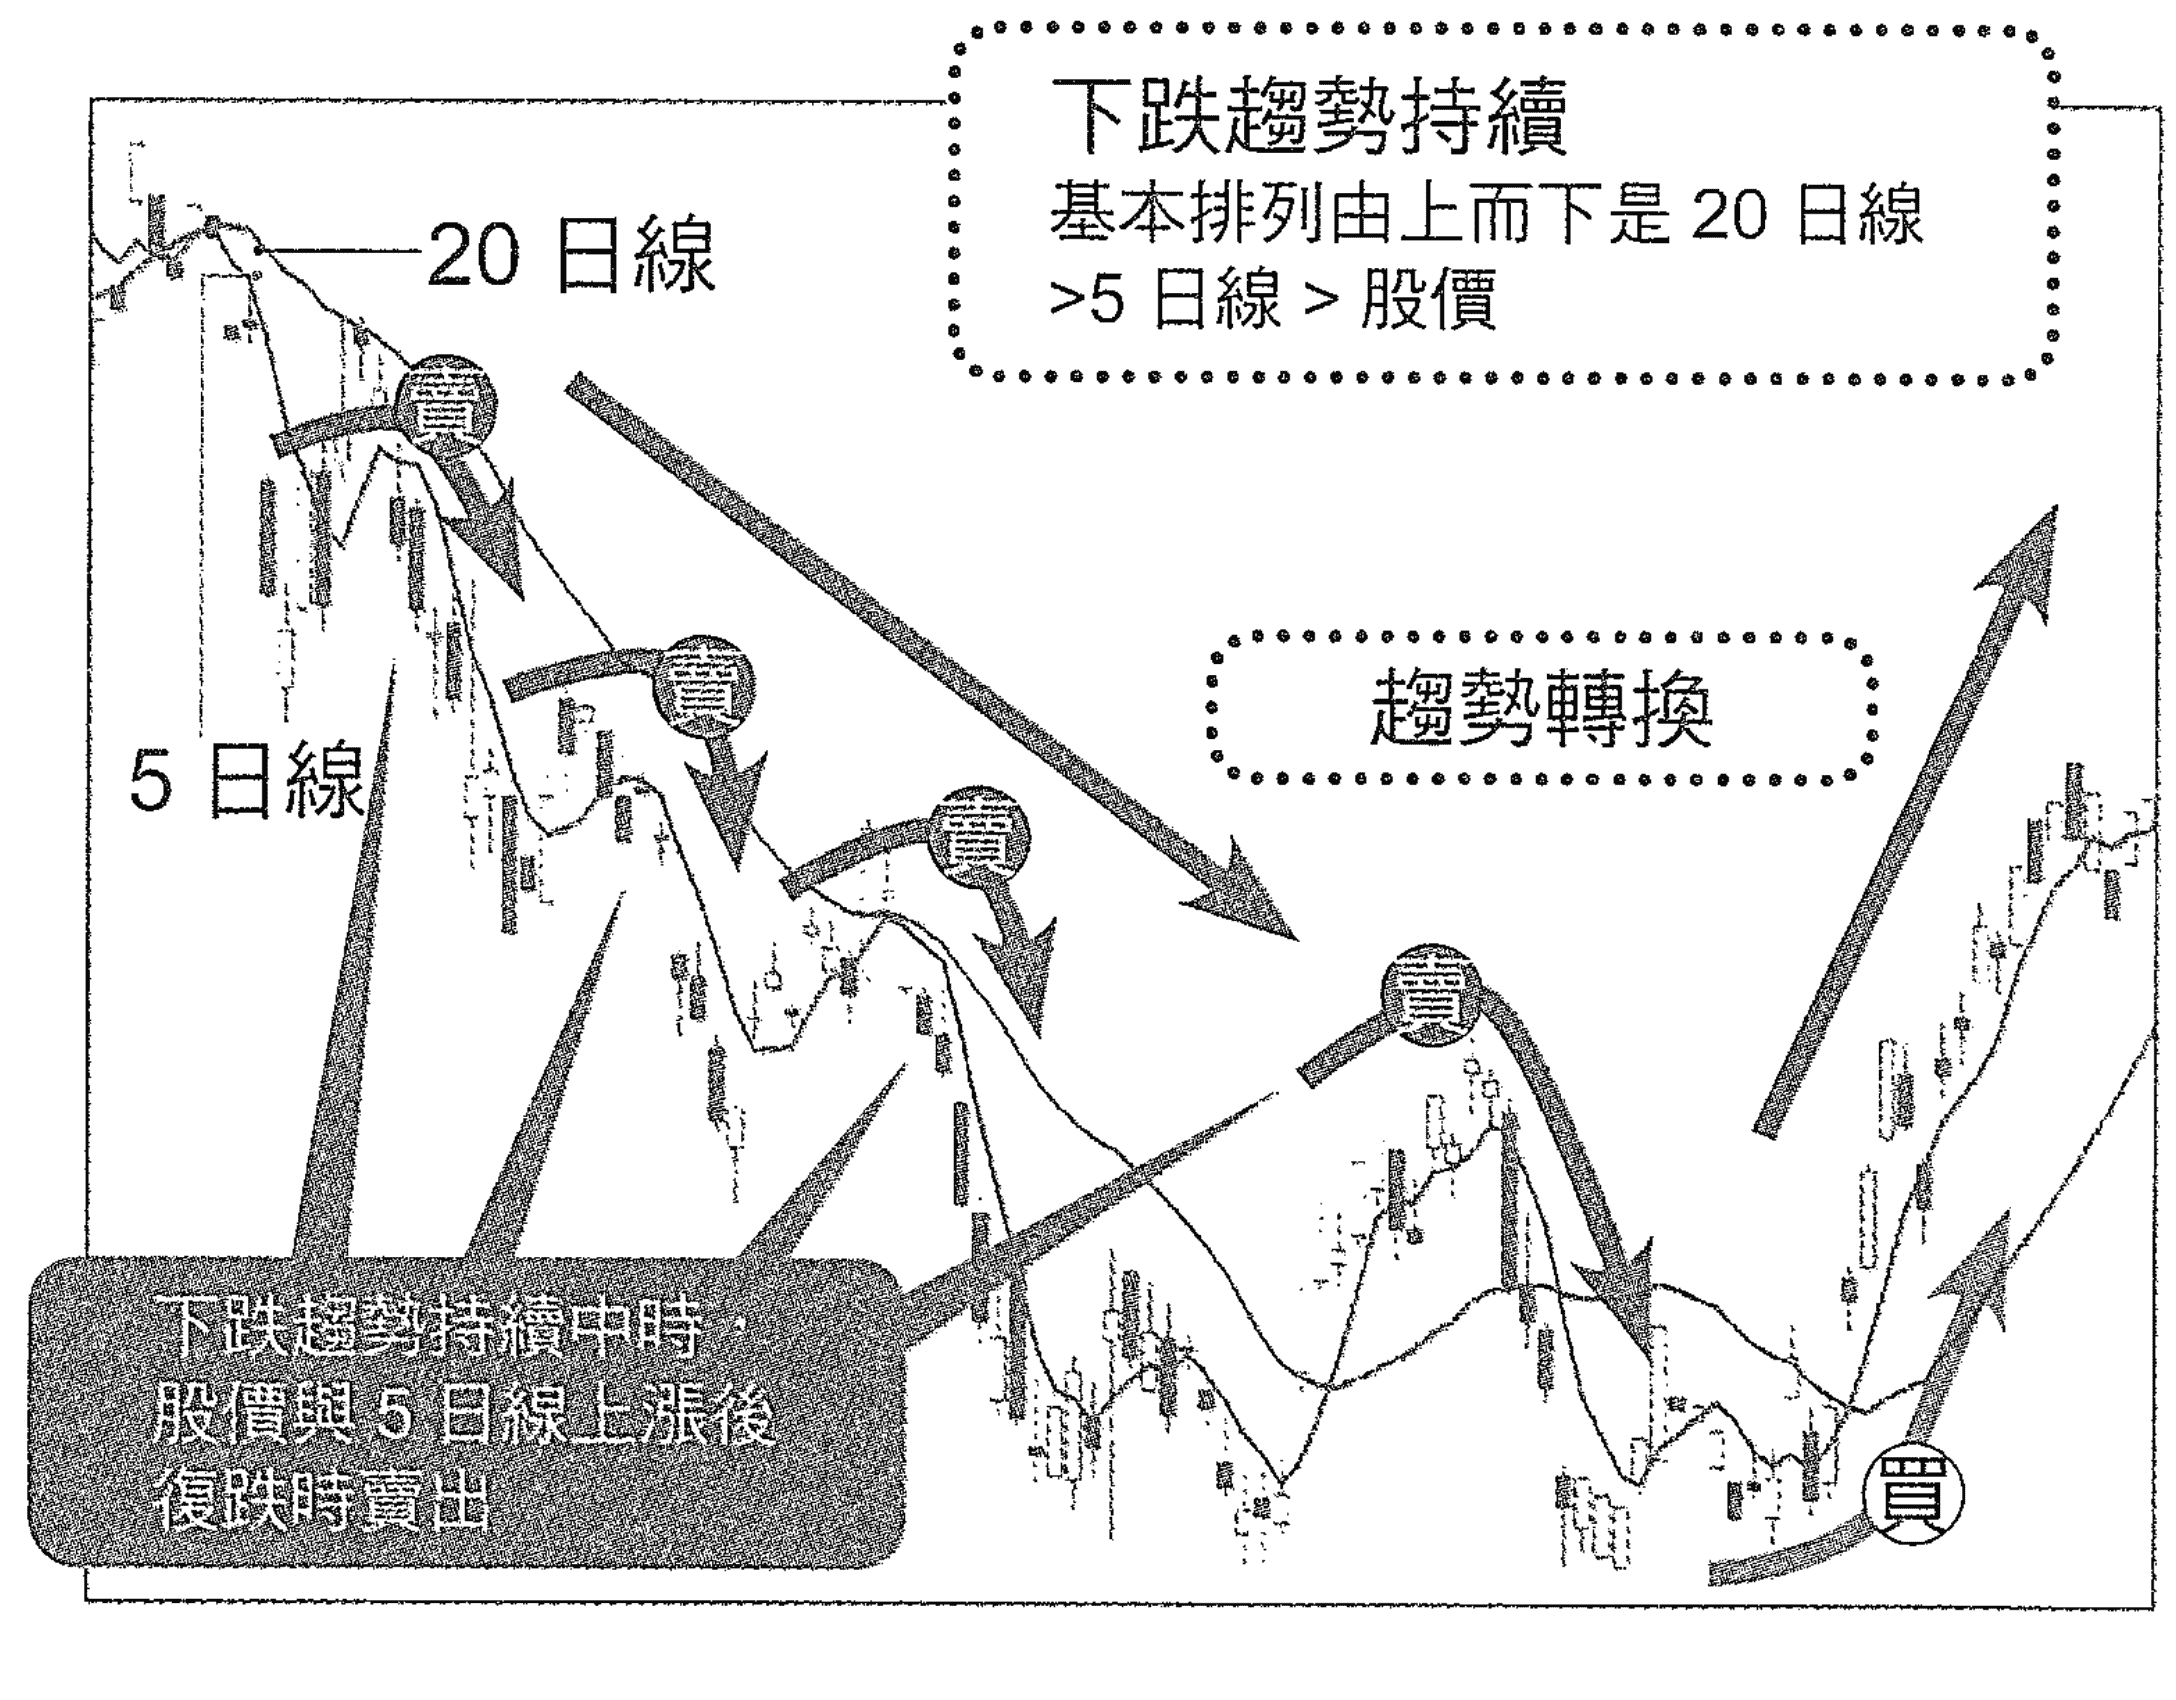 下跌趨勢持續
基本排列由上而下是 20 日線
>5 日線 > 股價
20 日線
賣
賣
趨勢轉換
5 日線
賣
賣
下跌趨勢持續中時，
股價與 5 日線上漲後
復跌時賣出
買